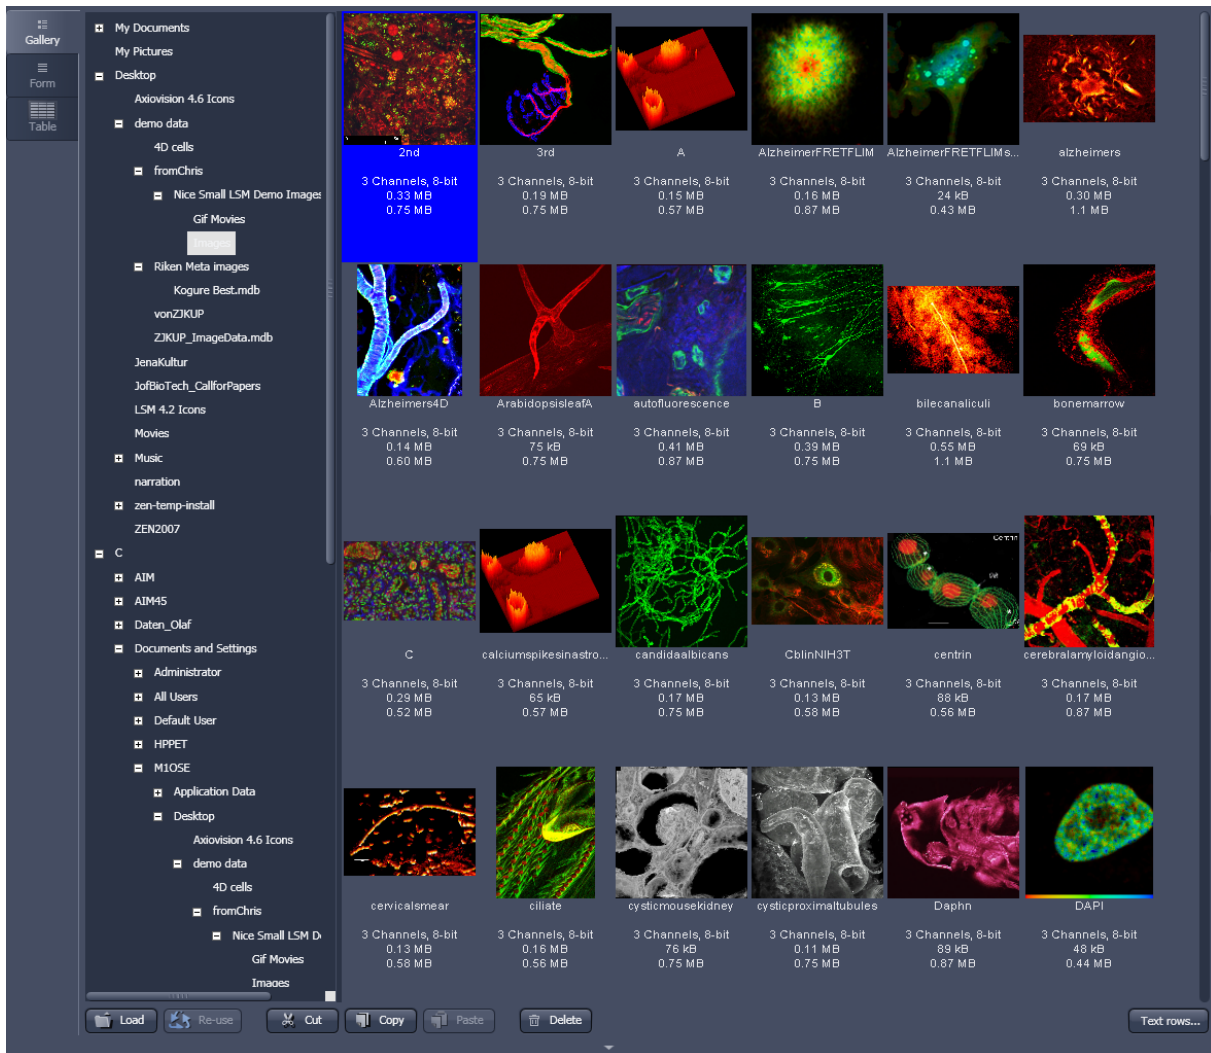 Gallery
Form
Table
My Documents
My Pictures
Desktop
Axiovision 4.6 Icons
demo data
4D cells
fromChris
Nice Small LSM Demo Images
Gif Movies
Images
Riken Meta images
Kogure Best.mdb
vonZJKUP
ZJKUP_ImageData.mdb
JenaKultur
JofBioTech_CallforPapers
LSM 4.2 Icons
Movies
Music
narration
zen-temp-install
ZEN2007
C
AIM
AIM45
Daten_Olaf
Documents and Settings
Administrator
All Users
Default User
HPPET
M1OSE
Application Data
Desktop
Axiovision 4.6 Icons
demo data
4D cells
fromChris
Nice Small LSM D
Gif Movies
Images
2nd
3 Channels, 8-bit
0.33 MB
0.75 MB
3rd
3 Channels, 8-bit
0.19 MB
0.75 MB
A
3 Channels, 8-bit
0.15 MB
0.57 MB
AlzheimerFRETFLIM
3 Channels, 8-bit
0.16 MB
0.87 MB
AlzheimerFRETFLIMs...
3 Channels, 8-bit
24 kB
0.43 MB
alzheimers
3 Channels, 8-bit
0.30 MB
1.1 MB
Alzheimers4D
3 Channels, 8-bit
0.14 MB
0.60 MB
ArabidopsisleafA
3 Channels, 8-bit
75 kB
0.75 MB
autofluorescence
3 Channels, 8-bit
0.41 MB
0.87 MB
B
3 Channels, 8-bit
0.39 MB
0.75 MB
bilecanaliculi
3 Channels, 8-bit
0.55 MB
1.1 MB
bonemarrow
3 Channels, 8-bit
69 kB
0.75 MB
C
3 Channels, 8-bit
0.29 MB
0.52 MB
calciumspikesinastro...
3 Channels, 8-bit
65 kB
0.57 MB
candidaalbicans
3 Channels, 8-bit
0.17 MB
0.75 MB
CblinNIH3T
3 Channels, 8-bit
0.13 MB
0.58 MB
Centrin
centrin
3 Channels, 8-bit
88 kB
0.56 MB
cerebralamyloidangio...
3 Channels, 8-bit
0.17 MB
0.87 MB
cervicalsmear
3 Channels, 8-bit
0.13 MB
0.58 MB
ciliate
3 Channels, 8-bit
0.16 MB
0.56 MB
cysticmousekidney
3 Channels, 8-bit
76 kB
0.75 MB
cysticproximaltubules
3 Channels, 8-bit
0.11 MB
0.75 MB
Daphn
3 Channels, 8-bit
89 kB
0.87 MB
DAPI
3 Channels, 8-bit
48 kB
0.44 MB
Load
Re-use
Cut
Copy
Paste
Delete
Text rows...